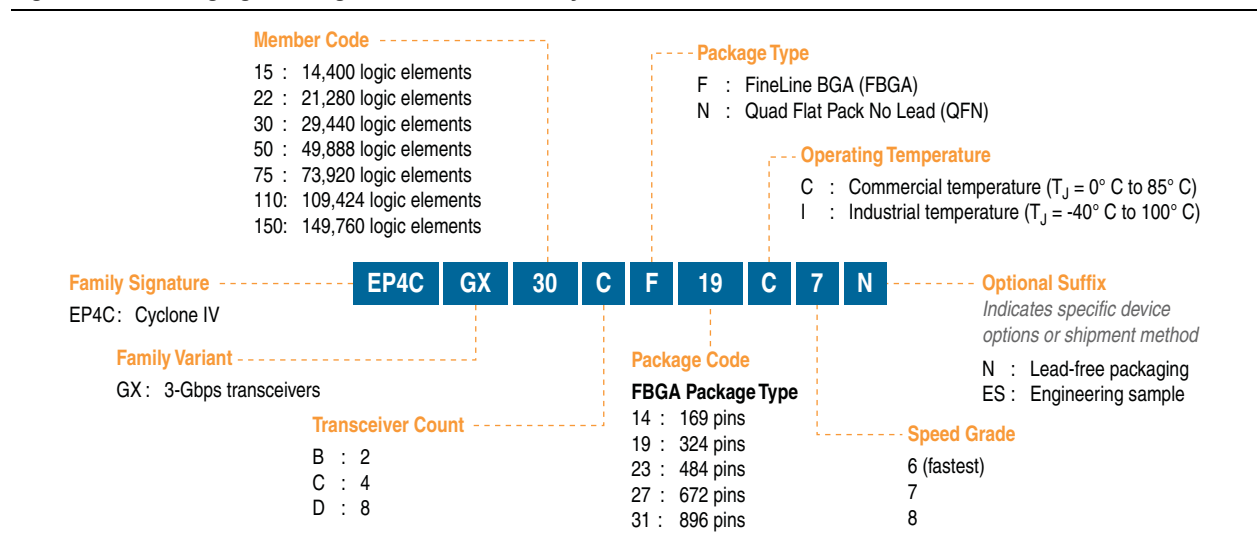 Member Code
15 : 14,400 logic elements
22 : 21,280 logic elements
30 : 29,440 logic elements
50 : 49,888 logic elements
75 : 73,920 logic elements
110: 109,424 logic elements
150: 149,760 logic elements
Package Type
F : FineLine BGA (FBGA)
N : Quad Flat Pack No Lead (QFN)
Operating Temperature
C : Commercial temperature (TJ = 0° C to 85° C)
I : Industrial temperature (TJ = -40° C to 100° C)
EP4C GX 30 C F 19 C 7 N
Family Signature
EP4C : Cyclone IV
Family Variant
GX : 3-Gbps transceivers
Transceiver Count
B : 2
C : 4
D : 8
Package Code
FBGA Package Type
14 : 169 pins
19 : 324 pins
23 : 484 pins
27 : 672 pins
31 : 896 pins
Speed Grade
6 (fastest)
7
8
Optional Suffix
Indicates specific device
options or shipment method
N : Lead-free packaging
ES : Engineering sample